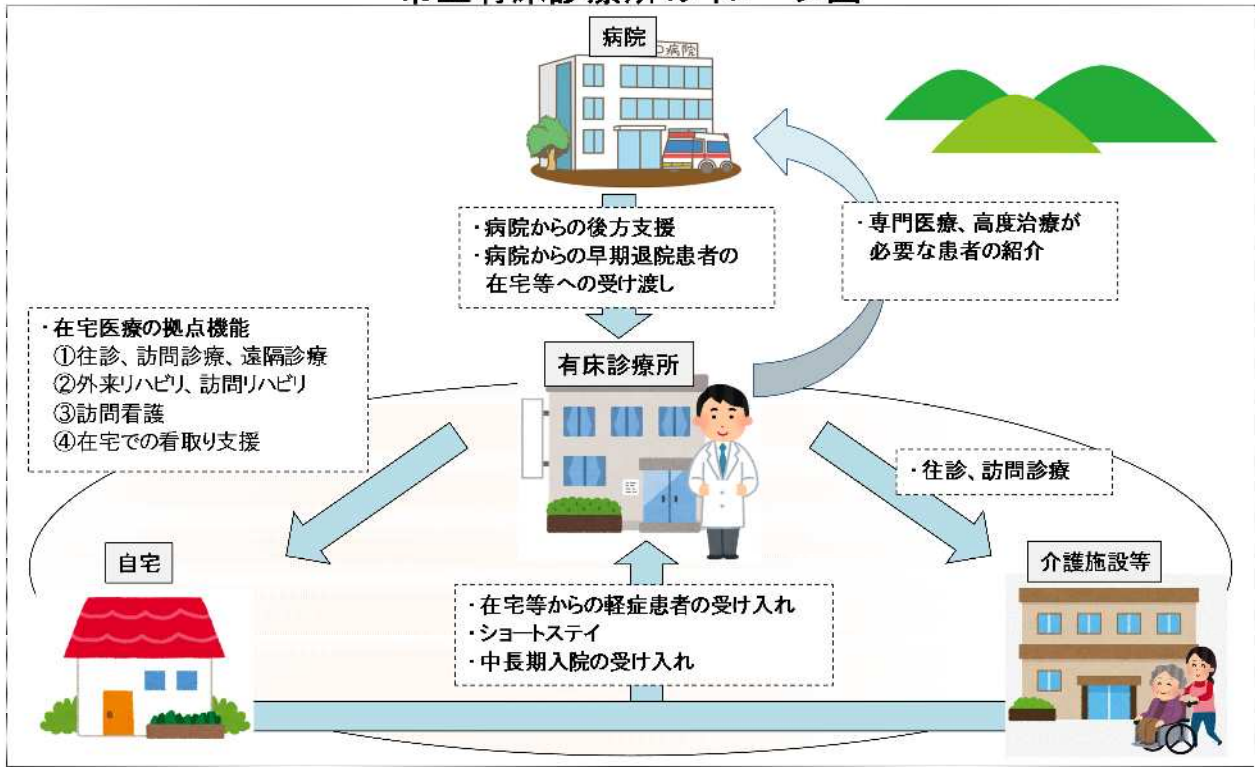 病院
病院
・病院からの後方支援
・病院からの早期退院患者の
在宅等への受け渡し
・専門医療、高度治療が
必要な患者の紹介
・在宅医療の拠点機能
①往診、訪問診療、遠隔診療
②外来リハビリ、訪問リハビリ
③訪問看護
④在宅での看取り支援
有床診療所
・往診、訪問診療
自宅
介護施設等
・在宅等からの軽症患者の受け入れ
・ショートステイ
・中長期入院の受け入れ